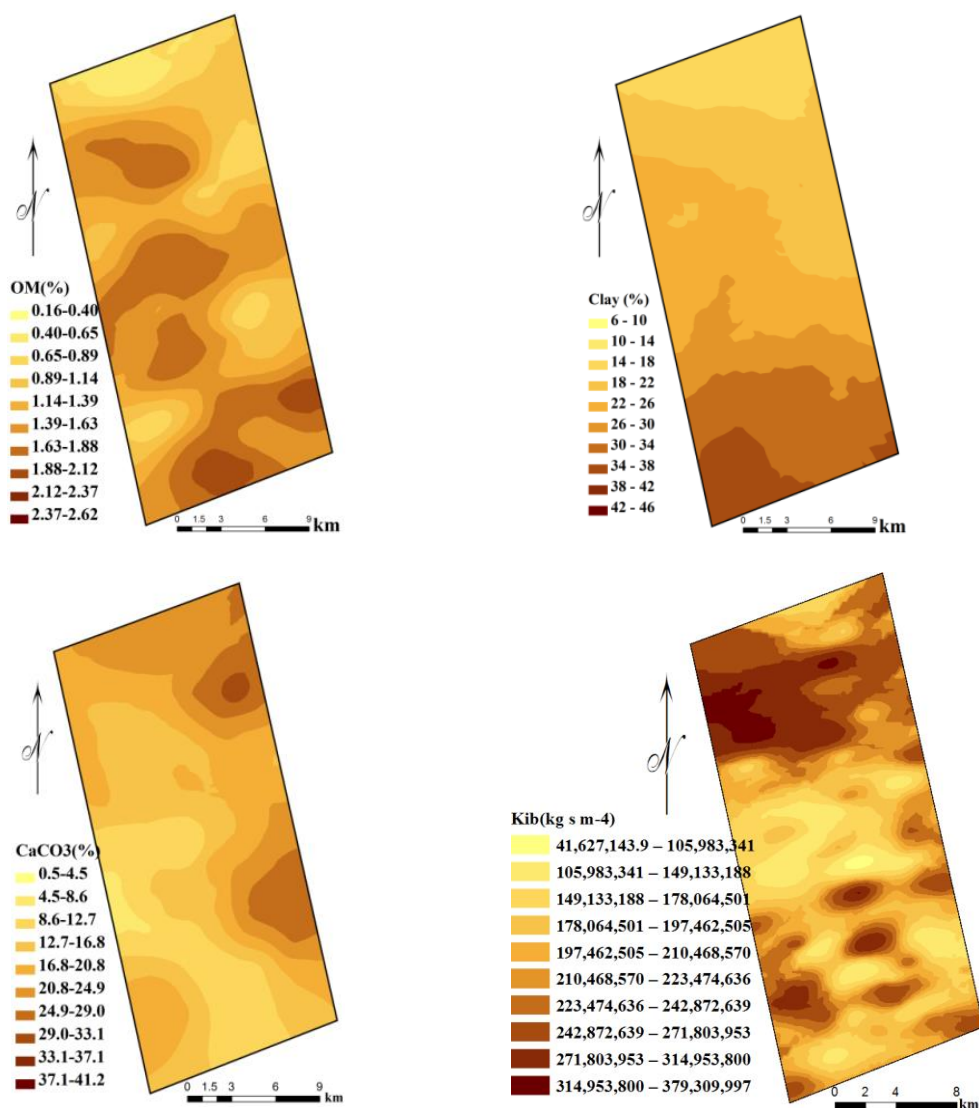 N
OM(%)
0.16-0.40
0.40-0.65
0.65-0.89
0.89-1.14
1.14-1.39
1.39-1.63
1.63-1.88
1.88-2.12
2.12-2.37
2.37-2.62
0 1.5 3 6 9
km
N
Clay (%)
6 - 10
10 - 14
14 - 18
18 - 22
22 - 26
26 - 30
30 - 34
34 - 38
38 - 42
42 - 46
0 1.5 3 6 9
km
N
CaCO3(%)
0.5-4.5
4.5-8.6
8.6-12.7
12.7-16.8
16.8-20.8
20.8-24.9
24.9-29.0
29.0-33.1
33.1-37.1
37.1-41.2
0 1.5 3 6 9
km
N
Kib(kg s m-4)
41,627,143.9 – 105,983,341
105,983,341 – 149,133,188
149,133,188 – 178,064,501
178,064,501 – 197,462,505
197,462,505 – 210,468,570
210,468,570 – 223,474,636
223,474,636 – 242,872,639
242,872,639 – 271,803,953
271,803,953 – 314,953,800
314,953,800 – 379,309,997
0 2 4 8
km